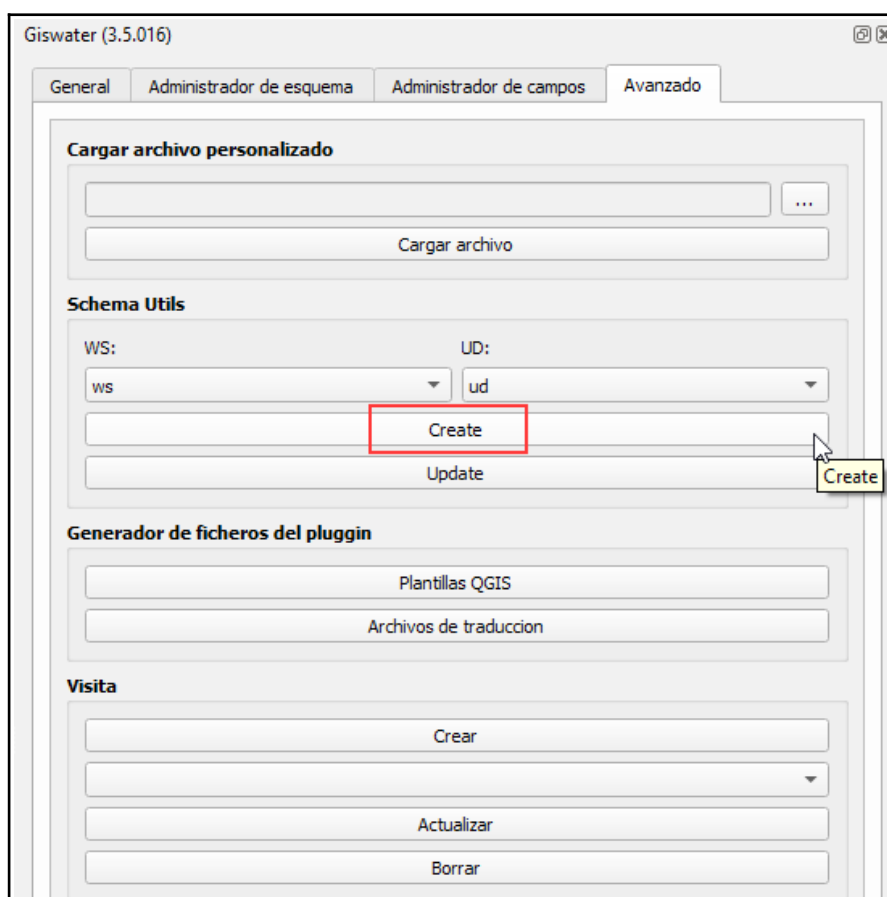 Giswater (3.5.016)
General Administrador de esquema Administrador de campos Avanzado
Cargar archivo personalizado
...
Cargar archivo
Schema Utils
WS: UD:
ws ud
Create
Update
Create
Generador de ficheros del pluggin
Plantillas QGIS
Archivos de traduccion
Visita
Crear
Actualizar
Borrar